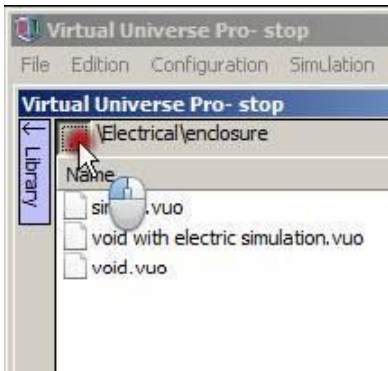 Virtual Universe Pro- stop
File Edition Configuration Simulation
Virtual Universe Pro- stop
↓ Library
\Electrical\enclosure
Name
void with electric simulation.vuo
void.vuo